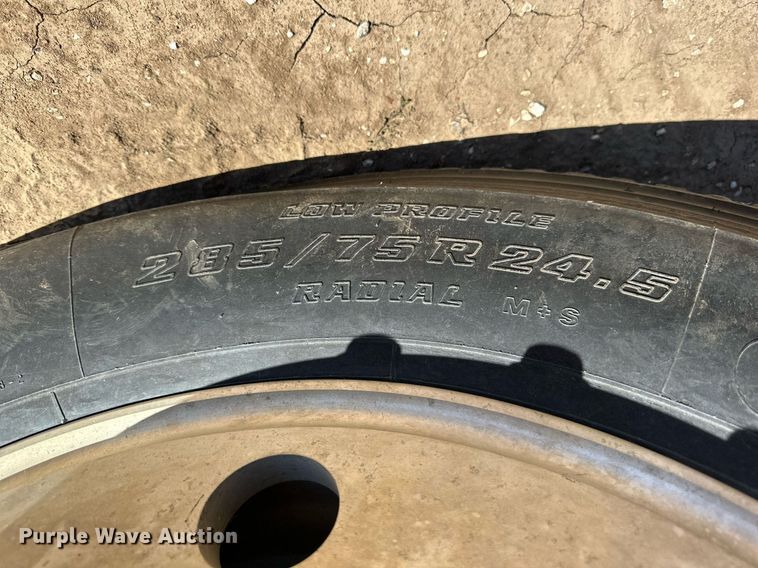 LOW PROFILE
285/75R24.5
RADIAL M+S
Purple Wave Auction